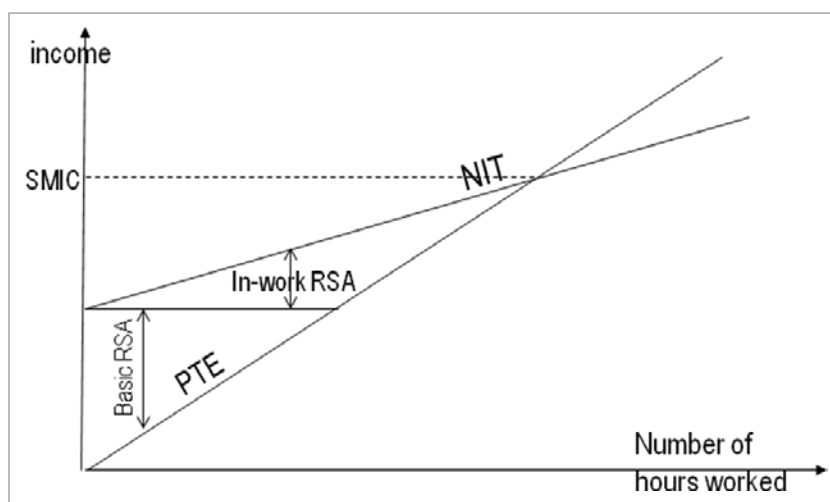 income
SMIC
NIT
In-work RSA
Basic RSA
PTE
Number of
hours worked